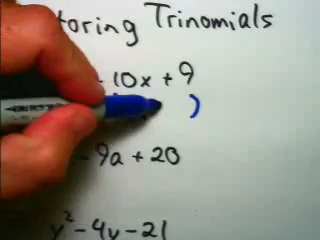 toring Trinomials
- 10x + 9
)
- 9a + 20
y² - 4y - 21